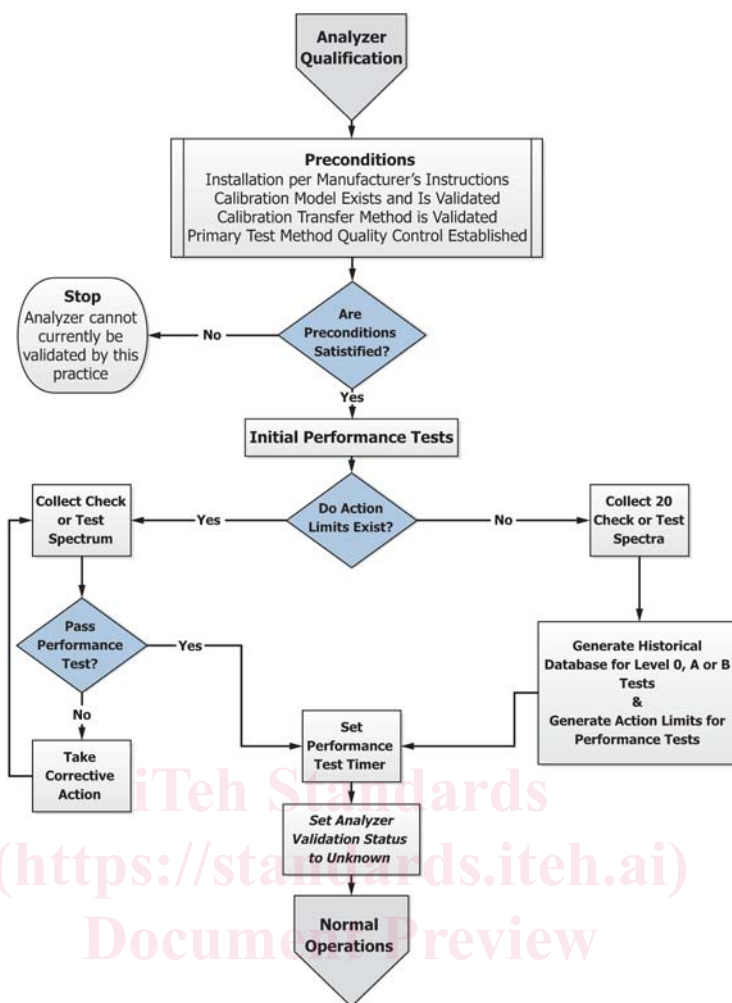 Analyzer
Qualification
Preconditions
Installation per Manufacturer's Instructions
Calibration Model Exists and Is Validated
Calibration Transfer Method is Validated
Primary Test Method Quality Control Established
Stop
Analyzer cannot
currently be
validated by this
practice
No
Are
Preconditions
Satistified?
Yes
Initial Performance Tests
Collect Check
or Test
Spectrum
Yes
Do Action
Limits Exist?
No
Collect 20
Check or Test
Spectra
Pass
Performance
Test?
Yes
No
Take
Corrective
Action
Generate Historical
Database for Level 0, A or B
Tests
&
Generate Action Limits for
Performance Tests
Set
Performance
Test Timer
Set Analyzer
Validation Status
to Unknown
Normal
Operations
iTeh Standards
(https://standards.iteh.ai)
Document Preview